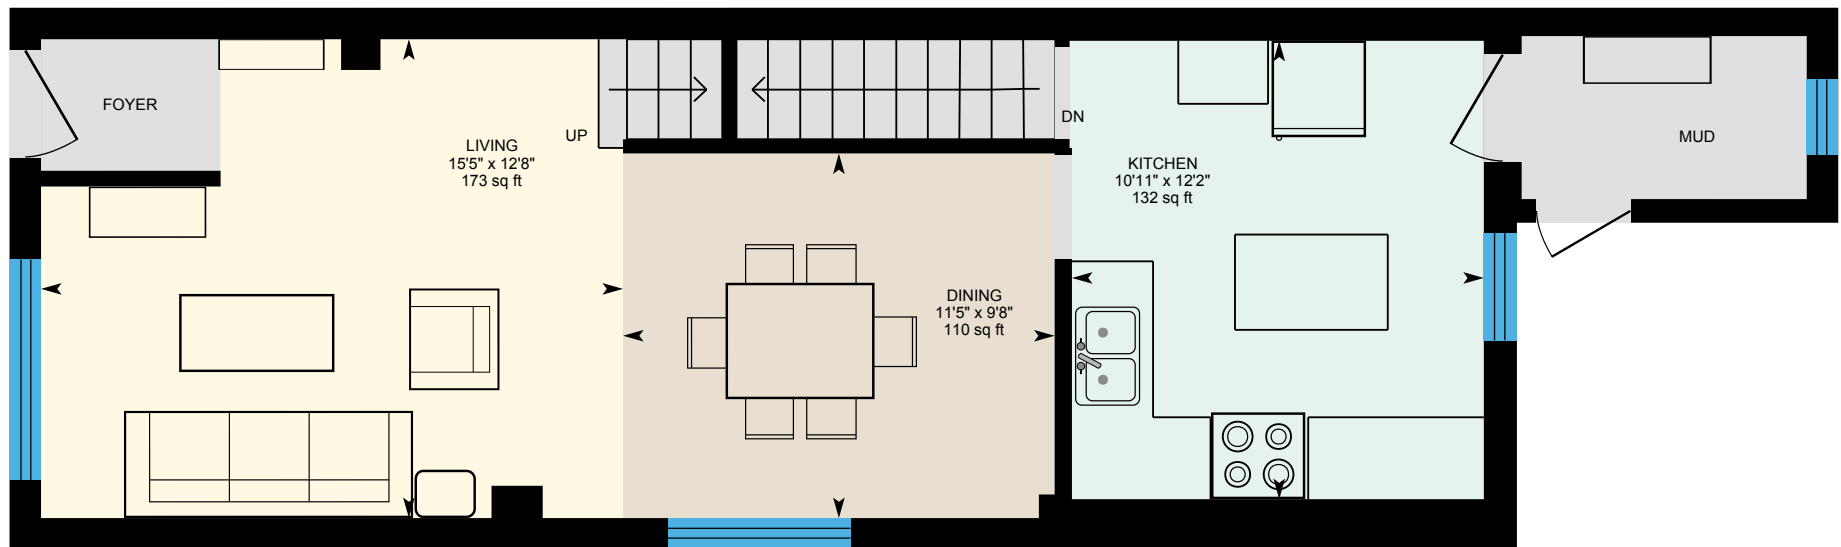 FOYER
UP
LIVING
15'5" x 12'8"
173 sq ft
DINING
11'5" x 9'8"
110 sq ft
DN
KITCHEN
10'11" x 12'2"
132 sq ft
MUD